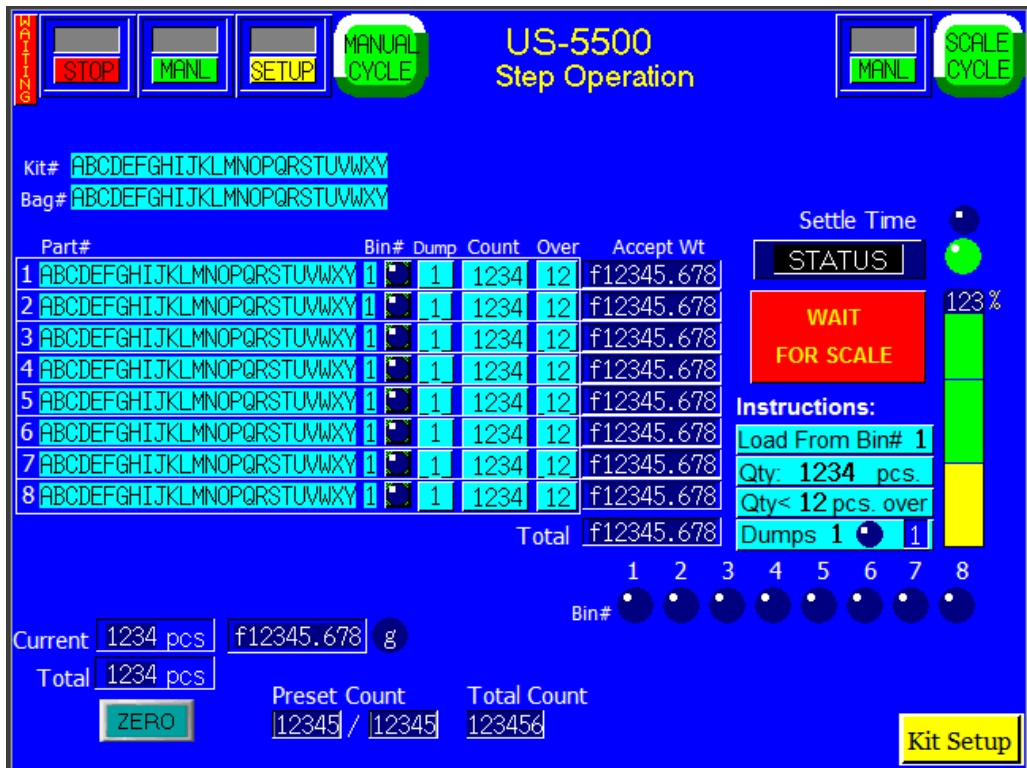 WAITING
STOP MANL SETUP MANUAL CYCLE US-5500 MANL SCALE CYCLE
Step Operation
Kit# ABCDEFGHIJKLMNOPQRSTUVWXY
Bag# ABCDEFGHIJKLMNOPQRSTUVWXY
Settle Time
Part# Bin# Dump Count Over Accept Wt
STATUS
1 ABCDEFGHIJKLMNOPQRSTUVWXY 1 1 1234 12 f12345.678
2 ABCDEFGHIJKLMNOPQRSTUVWXY 1 1 1234 12 f12345.678
3 ABCDEFGHIJKLMNOPQRSTUVWXY 1 1 1234 12 f12345.678
4 ABCDEFGHIJKLMNOPQRSTUVWXY 1 1 1234 12 f12345.678
5 ABCDEFGHIJKLMNOPQRSTUVWXY 1 1 1234 12 f12345.678
6 ABCDEFGHIJKLMNOPQRSTUVWXY 1 1 1234 12 f12345.678
7 ABCDEFGHIJKLMNOPQRSTUVWXY 1 1 1234 12 f12345.678
8 ABCDEFGHIJKLMNOPQRSTUVWXY 1 1 1234 12 f12345.678
Total f12345.678
123 %
WAIT
FOR SCALE
Instructions:
Load From Bin# 1
Qty: 1234 pcs.
Qty< 12 pcs. over
Dumps 1 1
1 2 3 4 5 6 7 8
Bin#
Current 1234 pcs f12345.678 g
Total 1234 pcs
ZERO
Preset Count Total Count
12345 / 12345 123456
Kit Setup